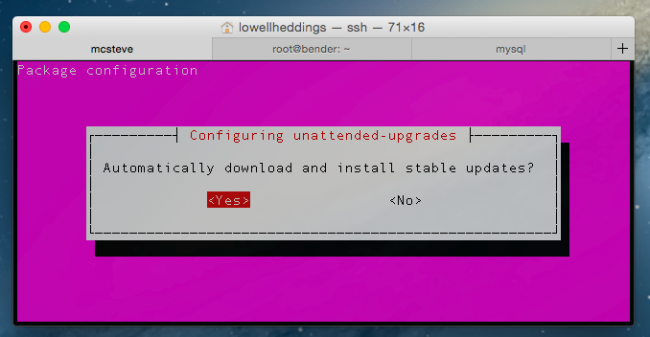 lowellheddings — ssh — 71×16
mcsteve
root@bender: ~
mysql
+
Package configuration
Configuring unattended-upgrades
Automatically download and install stable updates?
<Yes> <No>